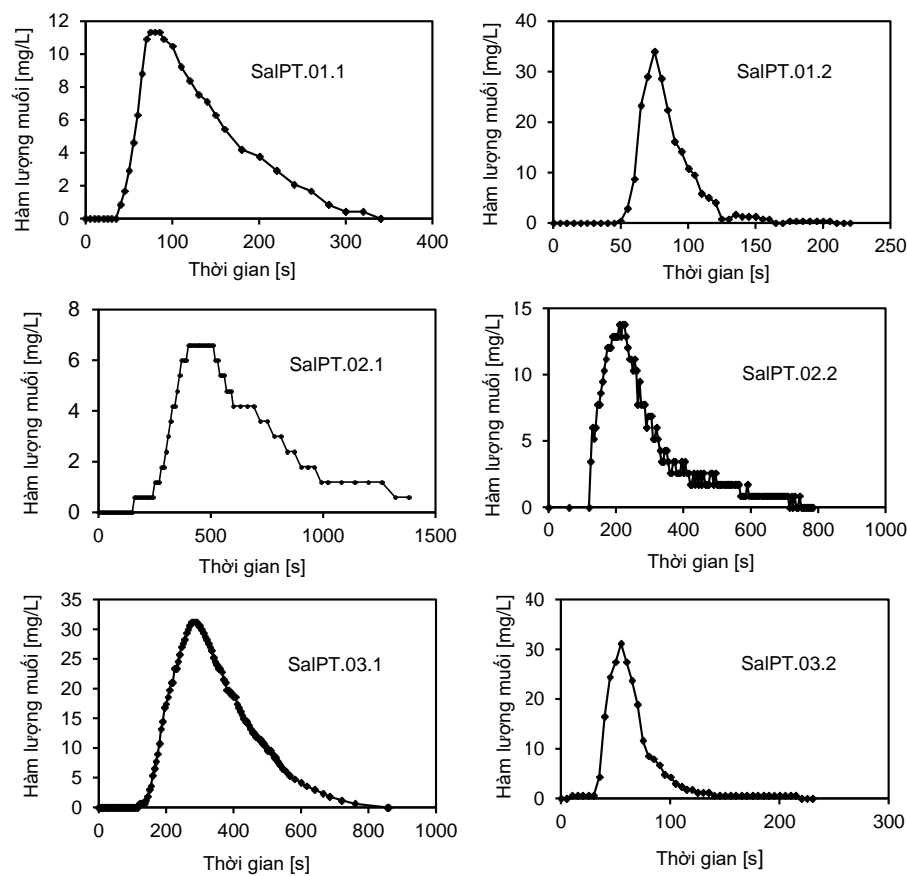 Hàm lượng muối [mg/L]
12
10
8
6
4
2
0
SalPT.01.1
0 100 200 300 400
Thời gian [s]
Hàm lượng muối [mg/L]
40
30
20
10
0
SalPT.01.2
0 50 100 150 200 250
Thời gian [s]
Hàm lượng muối [mg/L]
8
6
4
2
0
SalPT.02.1
0 500 1000 1500
Thời gian [s]
Hàm lượng muối [mg/L]
15
10
5
0
SalPT.02.2
0 200 400 600 800 1000
Thời gian [s]
Hàm lượng muối [mg/L]
35
30
25
20
15
10
5
0
SalPT.03.1
0 200 400 600 800 1000
Thời gian [s]
Hàm lượng muối [mg/L]
40
30
20
10
0
SalPT.03.2
0 100 200 300
Thời gian [s]